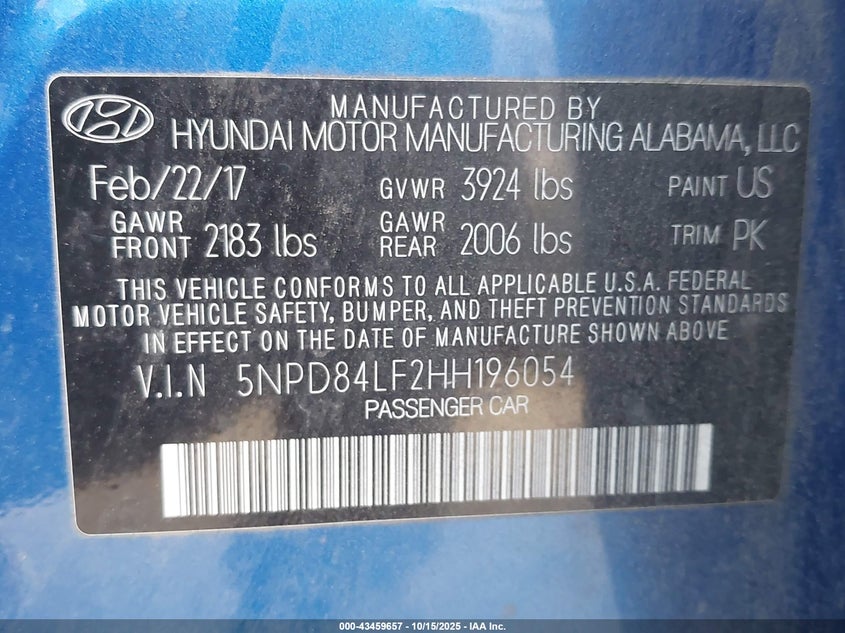 MANUFACTURED BY
HYUNDAI MOTOR MANUFACTURING ALABAMA, LLC
Feb/22/17 GVWR 3924 lbs PAINT US
GAWR FRONT 2183 lbs GAWR REAR 2006 lbs TRIM PK
THIS VEHICLE CONFORMS TO ALL APPLICABLE U.S.A. FEDERAL
MOTOR VEHICLE SAFETY, BUMPER, AND THEFT PREVENTION STANDARDS
IN EFFECT ON THE DATE OF MANUFACTURE SHOWN ABOVE
V.I.N 5NPD84LF2HH196054
PASSENGER CAR
000-43459657 - 10/15/2025 - IAA Inc.